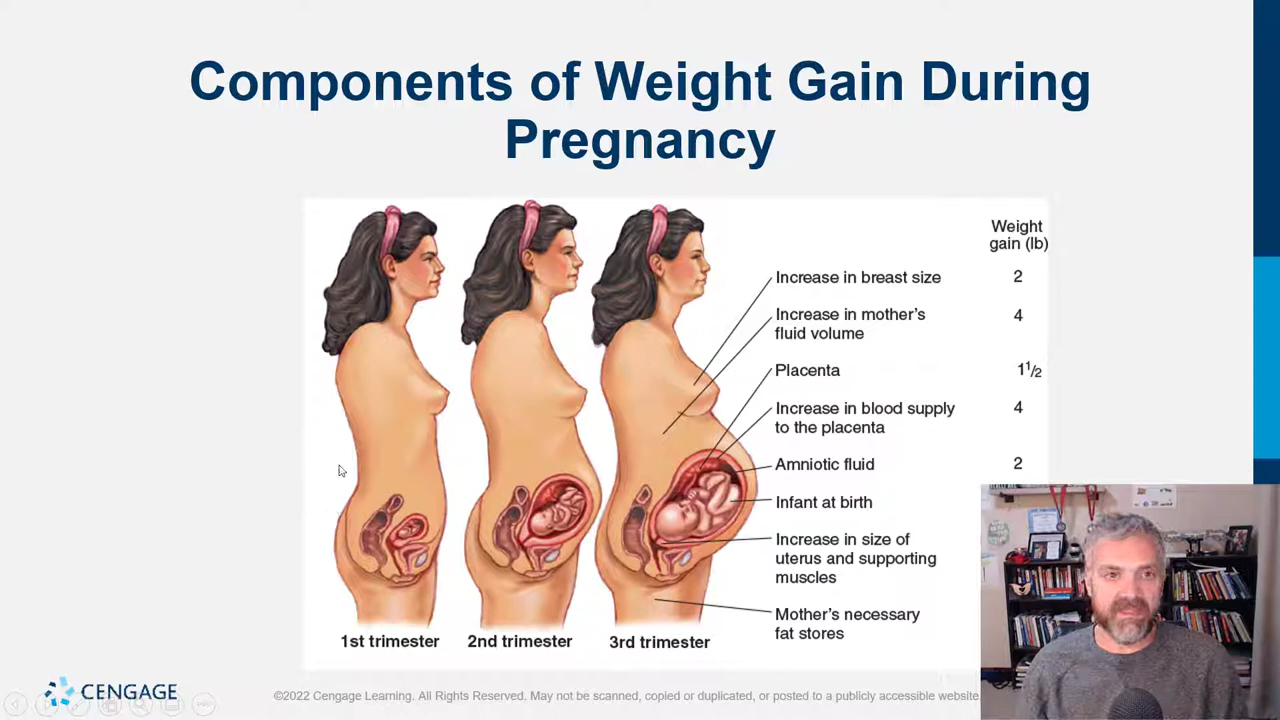 Components of Weight Gain During
Pregnancy
Weight
gain (lb)
Increase in breast size 2
Increase in mother's 4
fluid volume
Placenta 1 1/2
Increase in blood supply 4
to the placenta
Amniotic fluid 2
Infant at birth
Increase in size of
uterus and supporting
muscles
Mother's necessary
fat stores
1st trimester 2nd trimester 3rd trimester
CENGAGE
©2022 Cengage Learning. All Rights Reserved. May not be scanned, copied or duplicated, or posted to a publicly accessible website